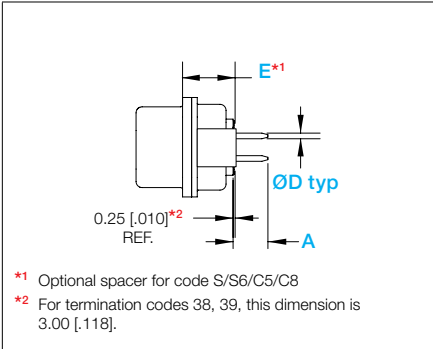 E*1
ØD typ
0.25 [.010]*2
REF.
A
*1 Optional spacer for code S/S6/C5/C8
*2 For termination codes 38, 39, this dimension is
3.00 [.118].